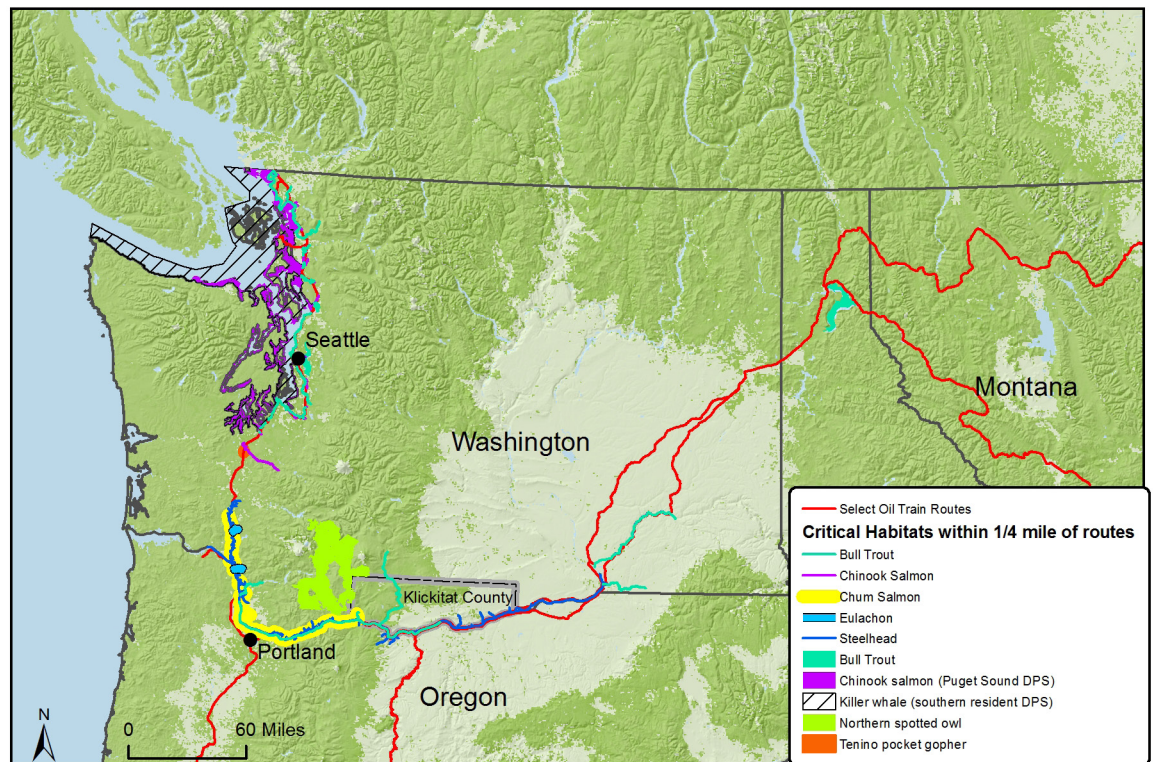 Seattle
Montana
Washington
Klickitat County
Portland
Oregon
N
0 60 Miles
Select Oil Train Routes
Critical Habitats within 1/4 mile of routes
Bull Trout
Chinook Salmon
Chum Salmon
Eulachon
Steelhead
Bull Trout
Chinook salmon (Puget Sound DPS)
Killer whale (southern resident DPS)
Northern spotted owl
Tenino pocket gopher